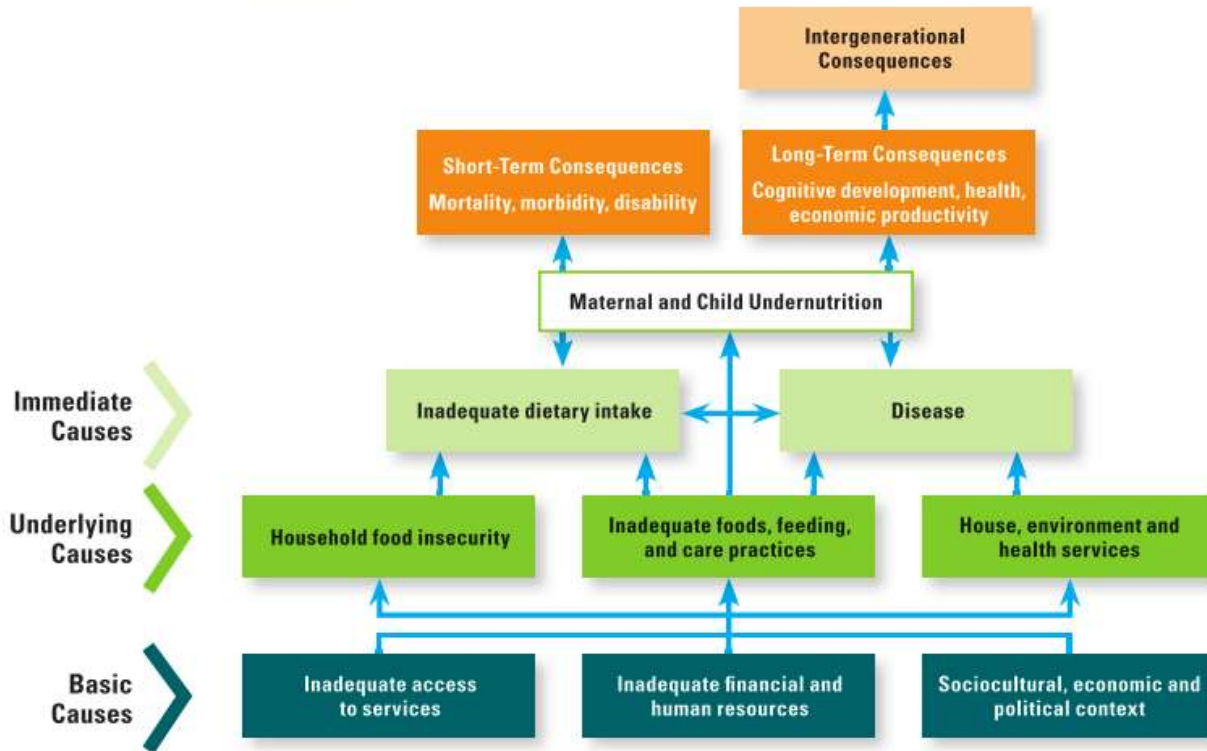 Intergenerational
Consequences
Short-Term Consequences
Mortality, morbidity, disability
Long-Term Consequences
Cognitive development, health,
economic productivity
Maternal and Child Undernutrition
Immediate
Causes
Inadequate dietary intake
Disease
Underlying
Causes
Household food insecurity
Inadequate foods, feeding,
and care practices
House, environment and
health services
Basic
Causes
Inadequate access
to services
Inadequate financial and
human resources
Sociocultural, economic and
political context